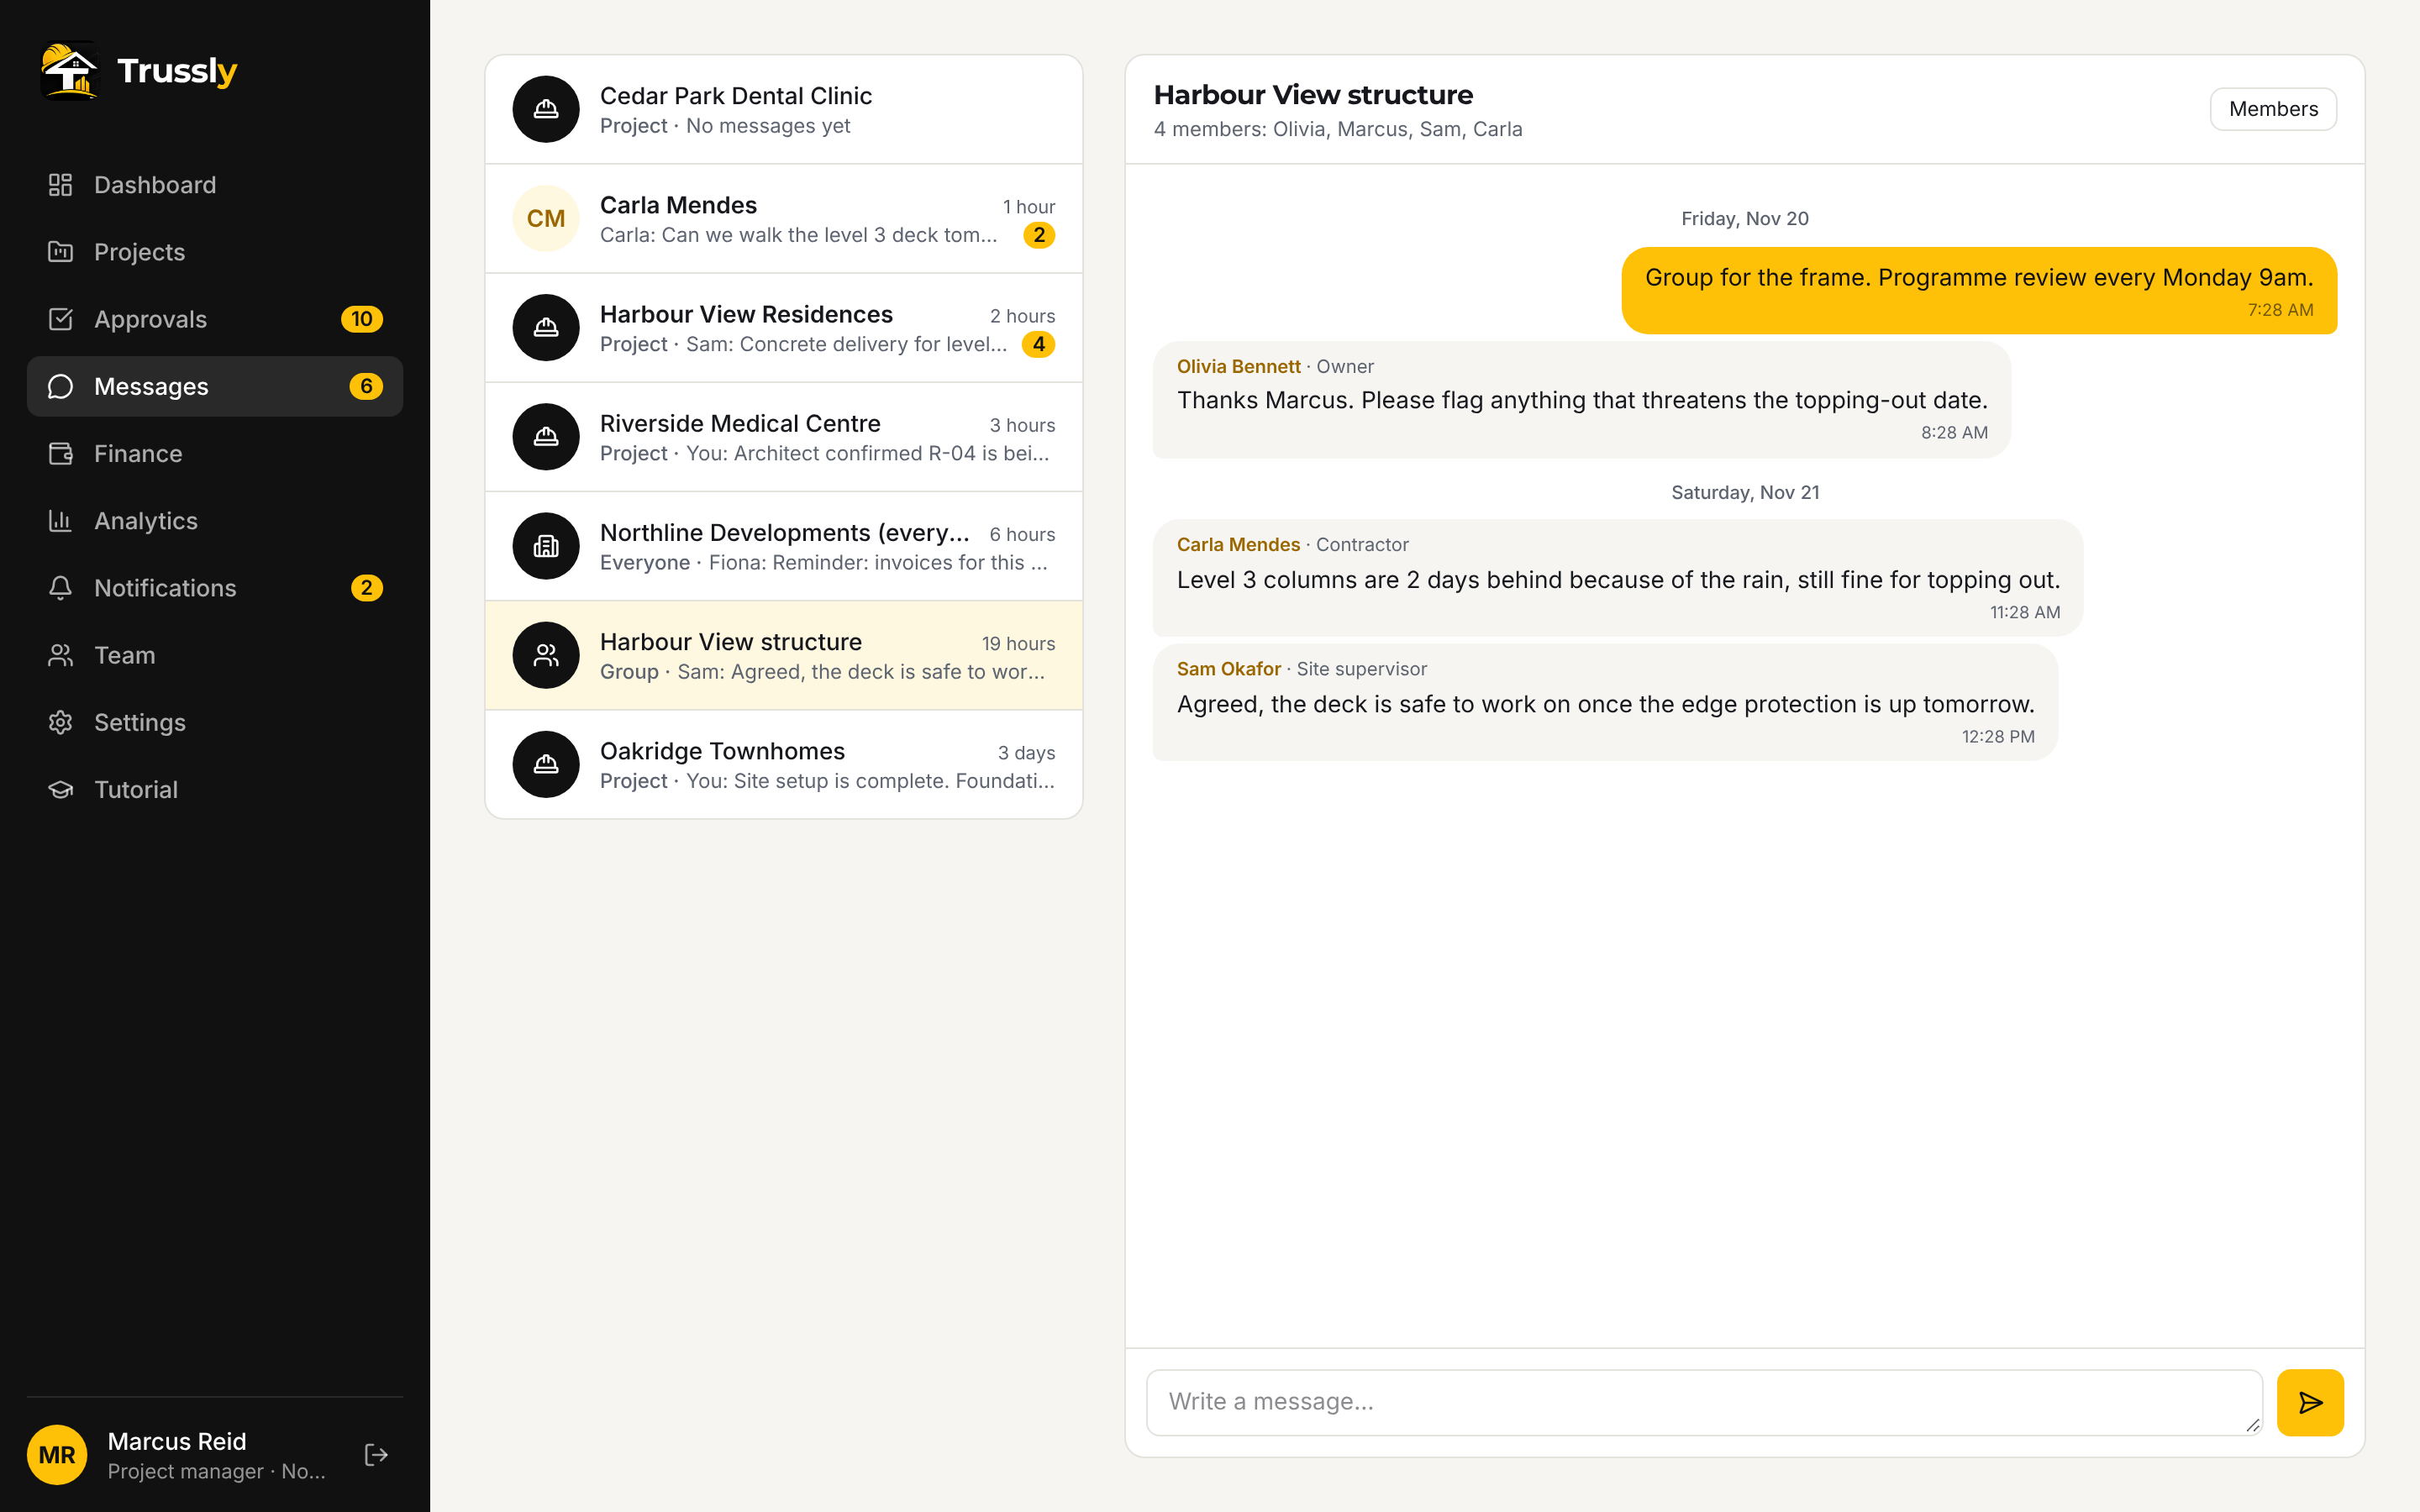 Trussly
Dashboard
Projects
Approvals 10
Messages 6
Finance
Analytics
Notifications 2
Team
Settings
Tutorial
MR
Marcus Reid
Project manager · No...
Cedar Park Dental Clinic
Project · No messages yet
CM
Carla Mendes 1 hour
Carla: Can we walk the level 3 deck tom... 2
Harbour View Residences 2 hours
Project · Sam: Concrete delivery for level... 4
Riverside Medical Centre 3 hours
Project · You: Architect confirmed R-04 is bei...
Northline Developments (every... 6 hours
Everyone · Fiona: Reminder: invoices for this ...
Harbour View structure 19 hours
Group · Sam: Agreed, the deck is safe to wor...
Oakridge Townhomes 3 days
Project · You: Site setup is complete. Foundati...
Harbour View structure
4 members: Olivia, Marcus, Sam, Carla
Members
Friday, Nov 20
Group for the frame. Programme review every Monday 9am.
7:28 AM
Olivia Bennett · Owner
Thanks Marcus. Please flag anything that threatens the topping-out date.
8:28 AM
Saturday, Nov 21
Carla Mendes · Contractor
Level 3 columns are 2 days behind because of the rain, still fine for topping out.
11:28 AM
Sam Okafor · Site supervisor
Agreed, the deck is safe to work on once the edge protection is up tomorrow.
12:28 PM
Write a message...